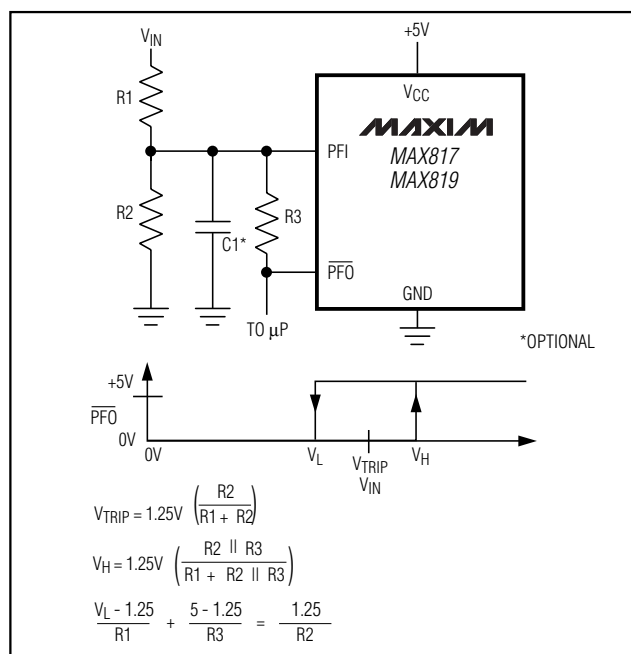 V_IN
+5V
R1
V_CC
MAXIM
PFI
MAX817
MAX819
R2
C1*
R3
P̅F̅O̅
GND
TO µP
*OPTIONAL
+5V
P̅F̅O̅
0V
0V
V_L
V_TRIP
V_IN
V_H
V_TRIP = 1.25V (R2 / (R1 + R2))
V_H = 1.25V (R2 || R3 / (R1 + R2 || R3))
V_L - 1.25 / R1 + 5 - 1.25 / R3 = 1.25 / R2